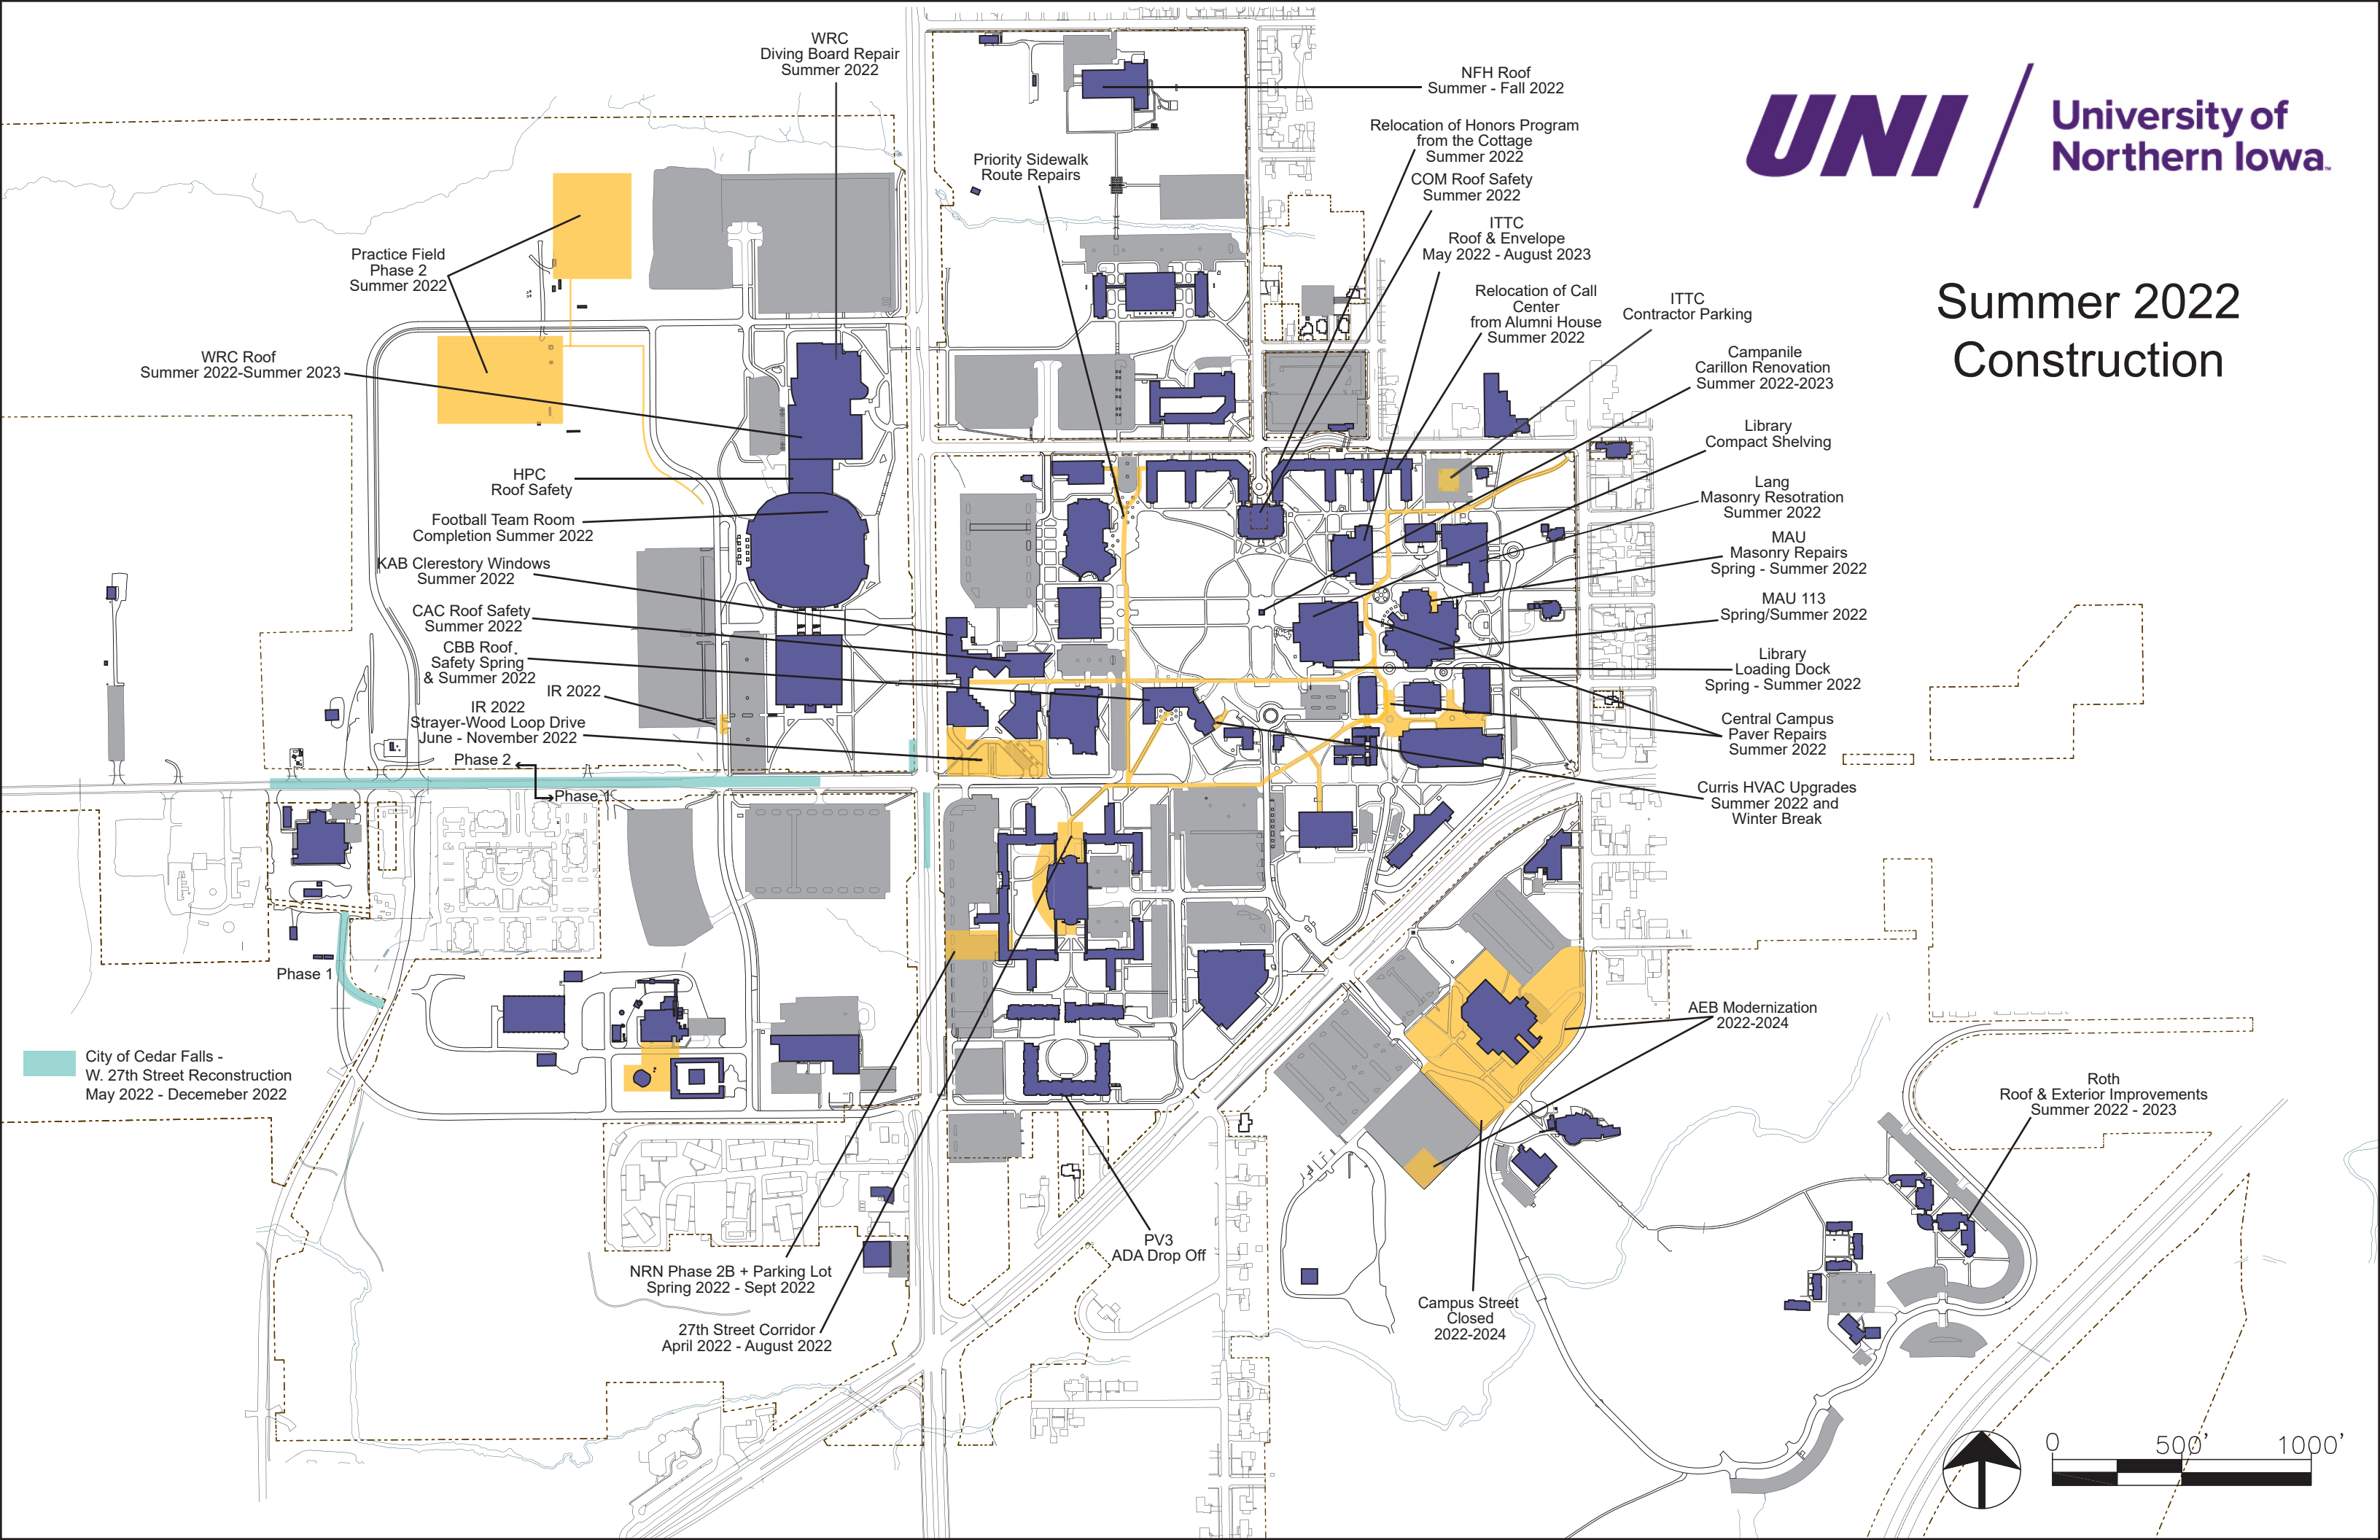 UNI
University of
Northern Iowa™
Summer 2022
Construction
WRC
Diving Board Repair
Summer 2022
NFH Roof
Summer - Fall 2022
Relocation of Honors Program
from the Cottage
Summer 2022
COM Roof Safety
Summer 2022
Priority Sidewalk
Route Repairs
ITTC
Roof & Envelope
May 2022 - August 2023
Relocation of Call
Center
from Alumni House
Summer 2022
ITTC
Contractor Parking
Campanile
Carillon Renovation
Summer 2022-2023
Library
Compact Shelving
Lang
Masonry Resotration
Summer 2022
MAU
Masonry Repairs
Spring - Summer 2022
MAU 113
Spring/Summer 2022
Library
Loading Dock
Spring - Summer 2022
Central Campus
Paver Repairs
Summer 2022
Curris HVAC Upgrades
Summer 2022 and
Winter Break
Practice Field
Phase 2
Summer 2022
WRC Roof
Summer 2022-Summer 2023
HPC
Roof Safety
Football Team Room
Completion Summer 2022
KAB Clerestory Windows
Summer 2022
CAC Roof Safety
Summer 2022
CBB Roof
Safety Spring
& Summer 2022
IR 2022
IR 2022
Strayer-Wood Loop Drive
June - November 2022
Phase 2
Phase 1
Phase 1
City of Cedar Falls -
W. 27th Street Reconstruction
May 2022 - Decemeber 2022
AEB Modernization
2022-2024
Roth
Roof & Exterior Improvements
Summer 2022 - 2023
PV3
ADA Drop Off
NRN Phase 2B + Parking Lot
Spring 2022 - Sept 2022
27th Street Corridor
April 2022 - August 2022
Campus Street
Closed
2022-2024
0 500' 1000'